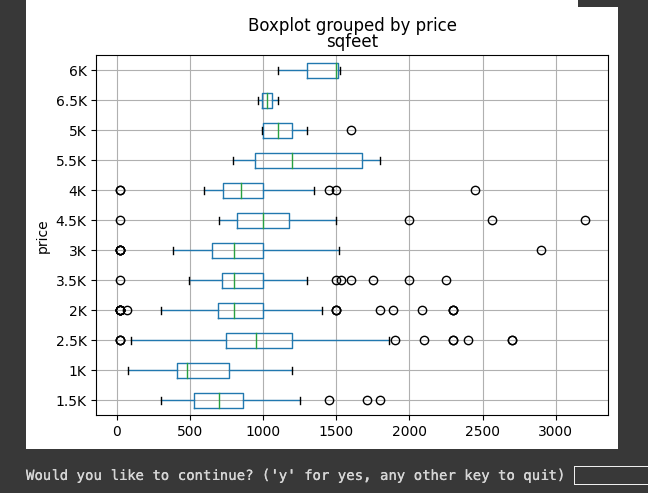 Boxplot grouped by price
sqfeet
6K
6.5K
5K
5.5K
4K
4.5K
3K
3.5K
2K
2.5K
1K
1.5K
price
0 500 1000 1500 2000 2500 3000
Would you like to continue? ('y' for yes, any other key to quit)